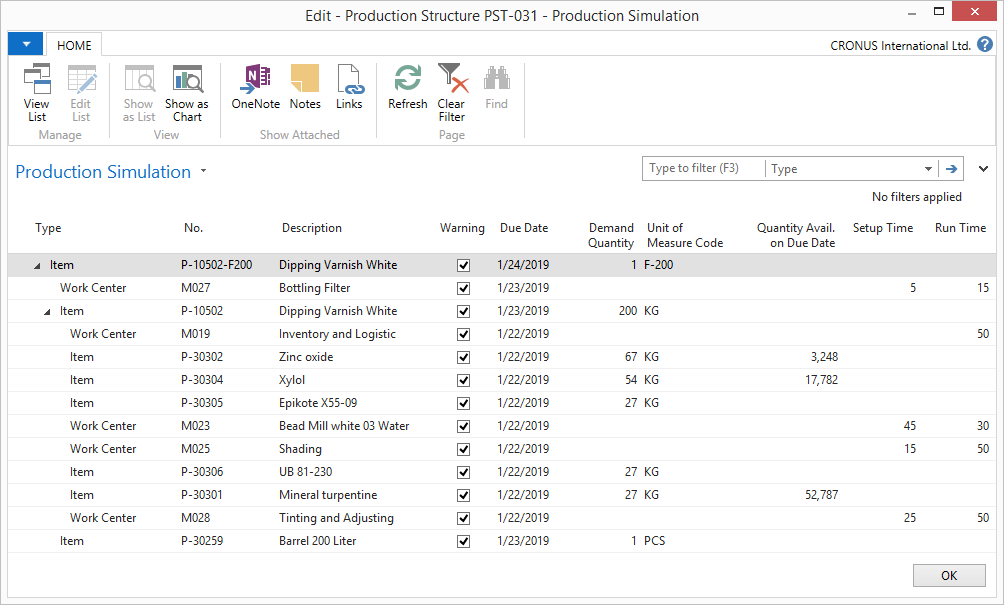 Edit - Production Structure PST-031 - Production Simulation
HOME
CRONUS International Ltd. ?
View List
Edit List
Show as List
Show as Chart
OneNote
Notes
Links
Refresh
Clear Filter
Find
Manage
View
Show Attached
Page
Production Simulation
Type to filter (F3) Type
No filters applied
Type No. Description Warning Due Date Demand Quantity Unit of Measure Code Quantity Avail. on Due Date Setup Time Run Time
Item P-10502-F200 Dipping Varnish White 1/24/2019 1 F-200
Work Center M027 Bottling Filter 1/23/2019 5 15
Item P-10502 Dipping Varnish White 1/23/2019 200 KG
Work Center M019 Inventory and Logistic 1/22/2019 50
Item P-30302 Zinc oxide 1/22/2019 67 KG 3,248
Item P-30304 Xylol 1/22/2019 54 KG 17,782
Item P-30305 Epikote X55-09 1/22/2019 27 KG
Work Center M023 Bead Mill white 03 Water 1/22/2019 45 30
Work Center M025 Shading 1/22/2019 15 50
Item P-30306 UB 81-230 1/22/2019 27 KG
Item P-30301 Mineral turpentine 1/22/2019 27 KG 52,787
Work Center M028 Tinting and Adjusting 1/22/2019 25 50
Item P-30259 Barrel 200 Liter 1/23/2019 1 PCS
OK